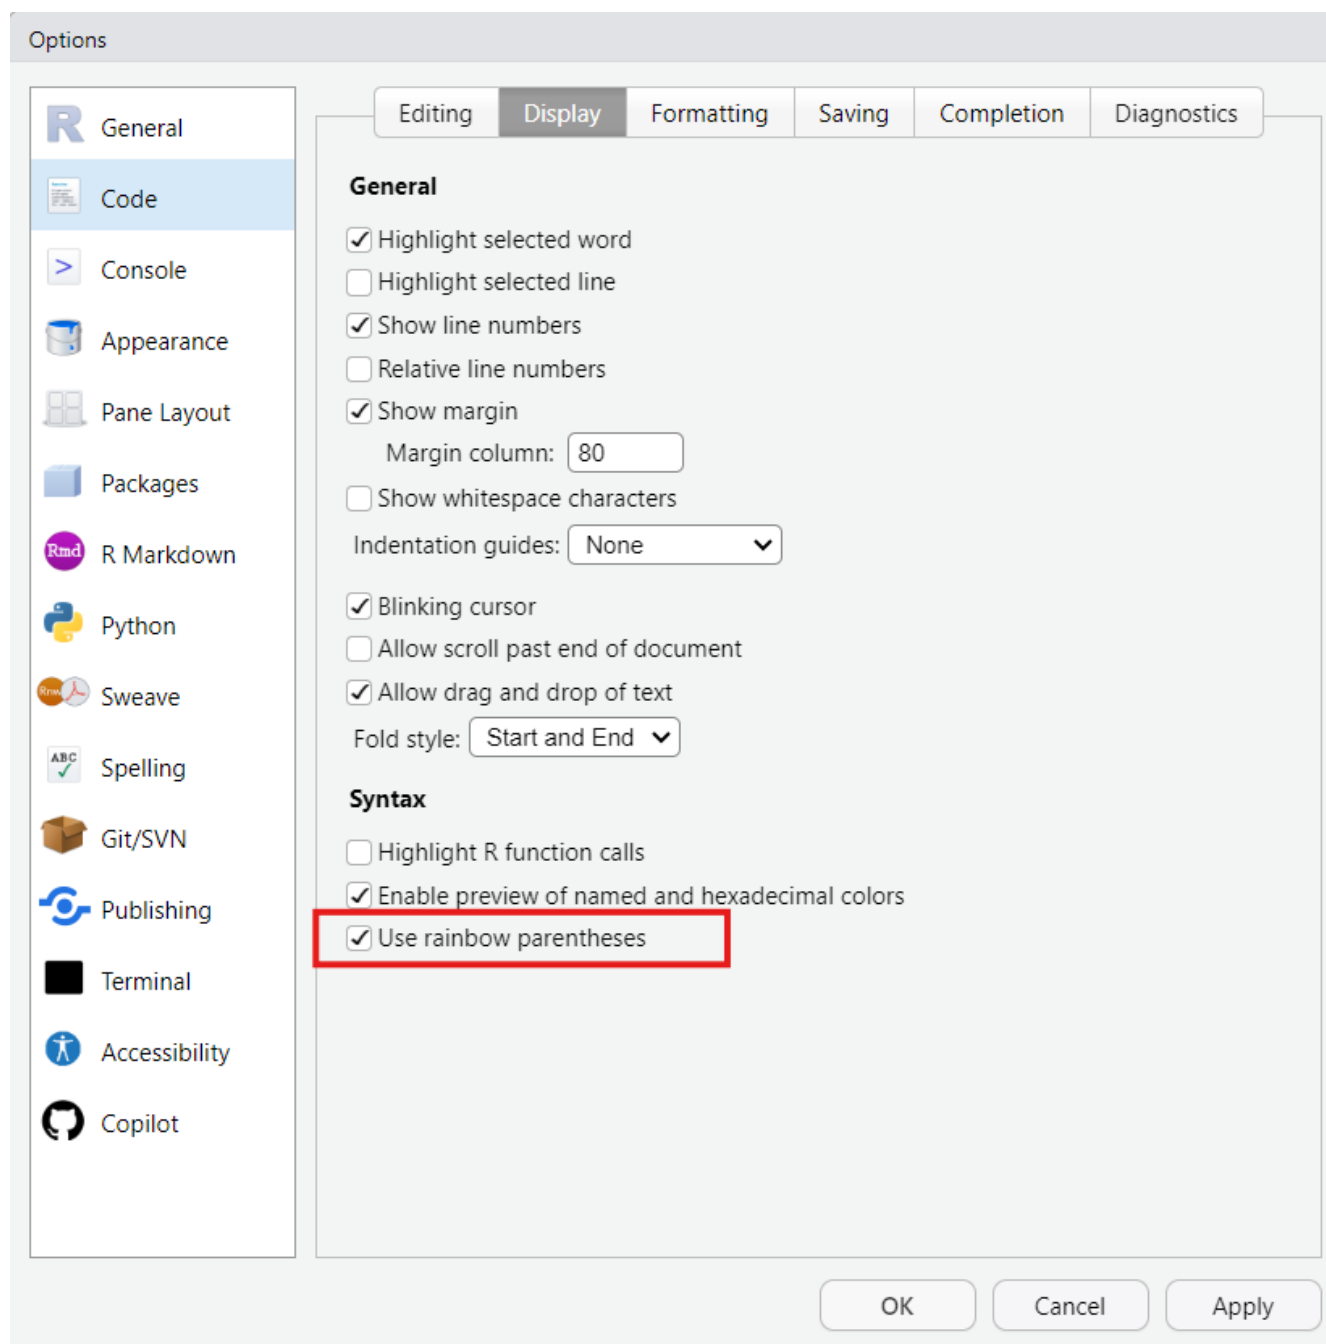 Options
General
Code
Console
Appearance
Pane Layout
Packages
Rmd R Markdown
Python
Rnw Sweave
ABC Spelling
Git/SVN
Publishing
Terminal
Accessibility
Copilot
Editing Display Formatting Saving Completion Diagnostics
General
Highlight selected word
Highlight selected line
Show line numbers
Relative line numbers
Show margin
Margin column: 80
Show whitespace characters
Indentation guides: None
Blinking cursor
Allow scroll past end of document
Allow drag and drop of text
Fold style: Start and End
Syntax
Highlight R function calls
Enable preview of named and hexadecimal colors
Use rainbow parentheses
OK Cancel Apply